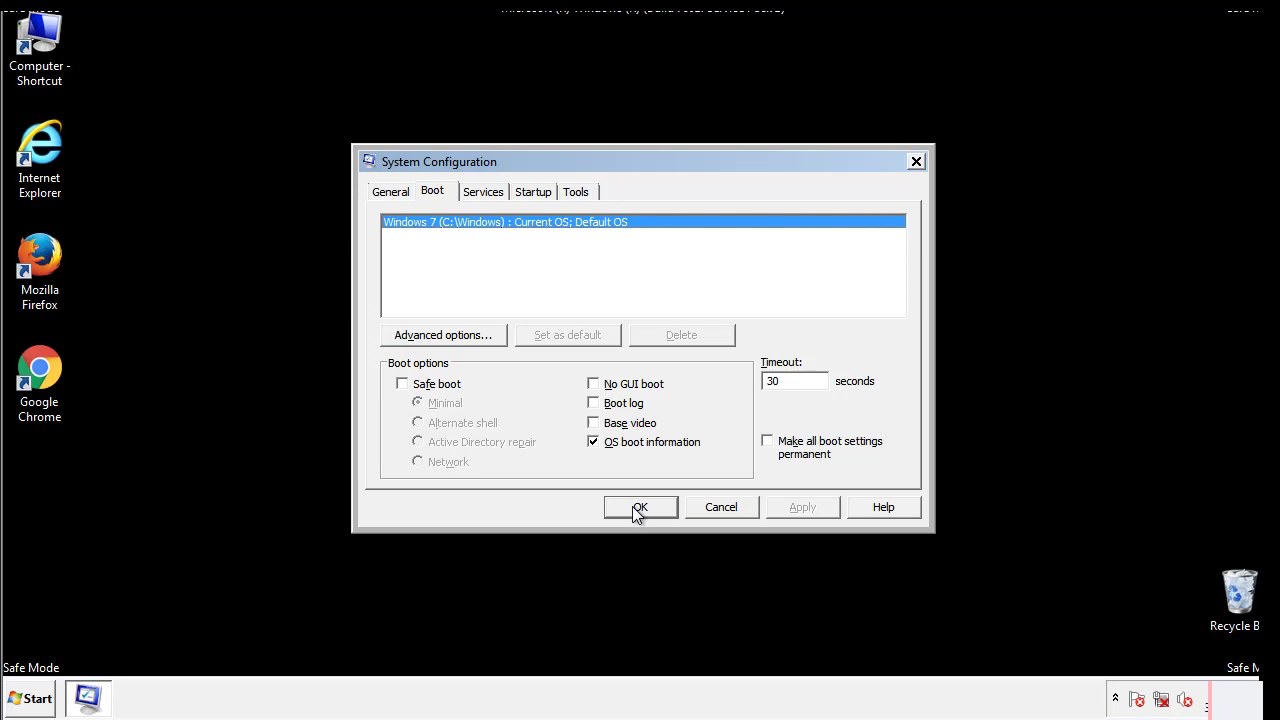 Computer -
Shortcut
Internet
Explorer
Mozilla
Firefox
Google
Chrome
System Configuration
General
Boot
Services
Startup
Tools
Windows 7 (C:\Windows) : Current OS; Default OS
Advanced options...
Set as default
Delete
Boot options
Safe boot
Minimal
Alternate shell
Active Directory repair
Network
No GUI boot
Boot log
Base video
OS boot information
Timeout:
30 seconds
Make all boot settings
permanent
OK
Cancel
Apply
Help
Recycle B
Safe Mode
Safe M
Start